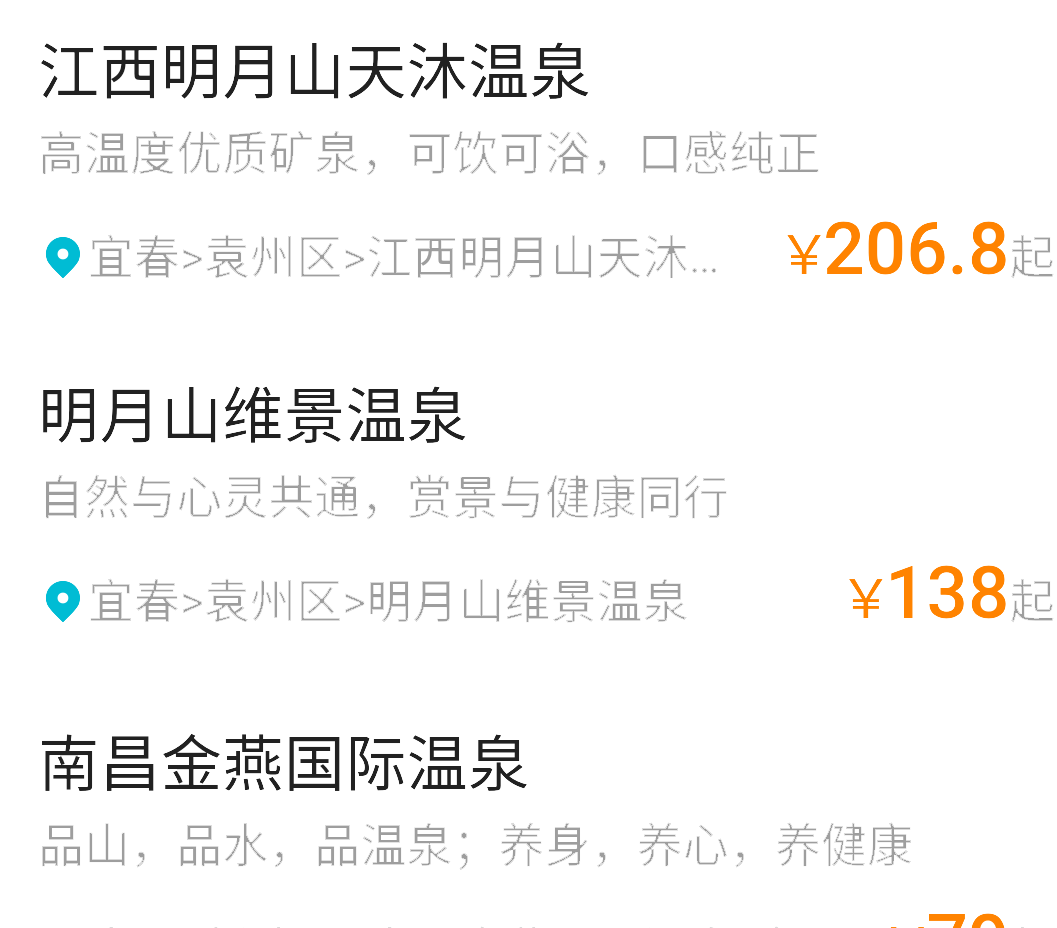 江西明月山天沐温泉
高温度优质矿泉，可饮可浴，口感纯正
宜春>袁州区>江西明月山天沐... ¥206.8起
明月山维景温泉
自然与心灵共通，赏景与健康同行
宜春>袁州区>明月山维景温泉 ¥138起
南昌金燕国际温泉
品山，品水，品温泉；养身，养心，养健康